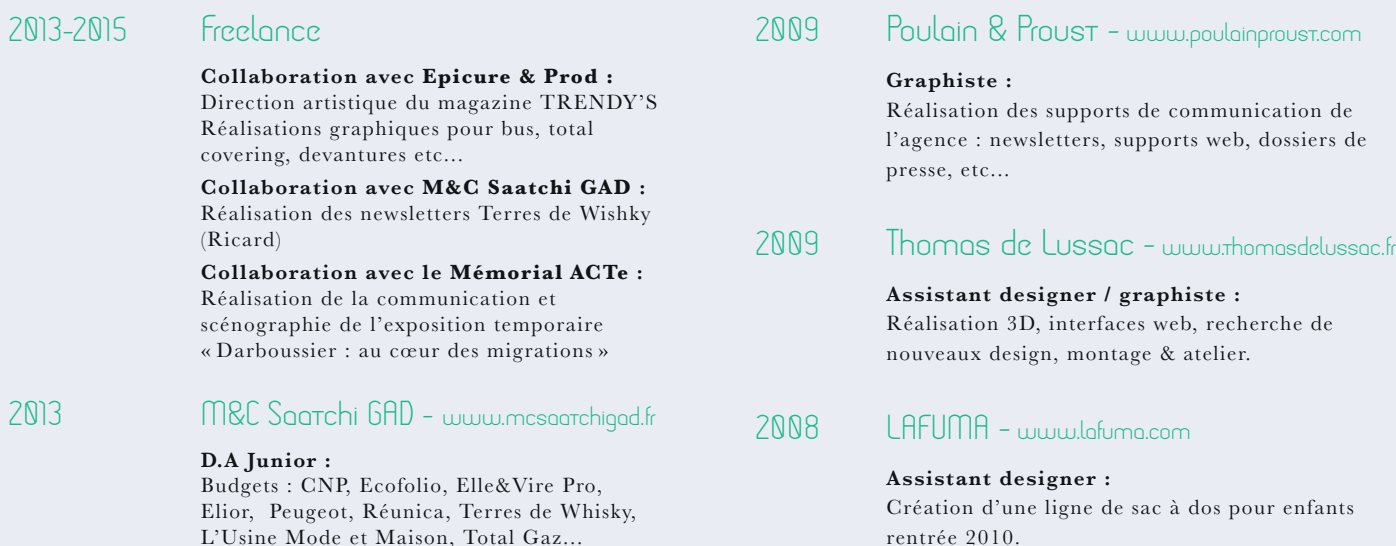 2013-2015 Freelance
Collaboration avec Epicure & Prod :
Direction artistique du magazine TRENDY’S
Réalisations graphiques pour bus, total
covering, devantures etc...
Collaboration avec M&C Saatchi GAD :
Réalisation des newsletters Terres de Wishky
(Ricard)
Collaboration avec le Mémorial ACTe :
Réalisation de la communication et
scénographie de l’exposition temporaire
« Darboussier : au cœur des migrations »
2013 M&C Saatchi GAD - www.mcsaatchigad.fr
D.A Junior :
Budgets : CNP, Ecofolio, Elle&Vire Pro,
Elior, Peugeot, Réunica, Terres de Whisky,
L’Usine Mode et Maison, Total Gaz...
2009 Poulain & Proust - www.poulainproust.com
Graphiste :
Réalisation des supports de communication de
l’agence : newsletters, supports web, dossiers de
presse, etc...
2009 Thomas de Lussac - www.thomasdelussac.fr
Assistant designer / graphiste :
Réalisation 3D, interfaces web, recherche de
nouveaux design, montage & atelier.
2008 LAFUMA - www.lafuma.com
Assistant designer :
Création d’une ligne de sac à dos pour enfants
rentrée 2010.